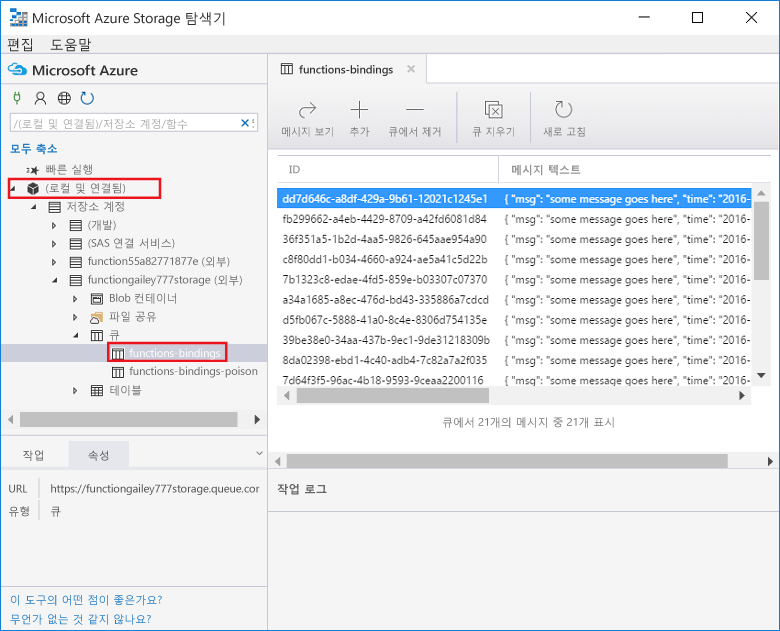 Microsoft Azure Storage 탐색기
편집 도움말
Microsoft Azure
/(로컬 및 연결됨)/저장소 계정/함수
모두 축소
빠른 실행
(로컬 및 연결됨)
저장소 계정
(개발)
(SAS 연결 서비스)
function55a82771877e (외부)
functiongailey777storage (외부)
Blob 컨테이너
파일 공유
큐
functions-bindings
functions-bindings-poison
테이블
작업 속성
URL https://functiongailey777storage.queue.cor
유형 큐
이 도구의 어떤 점이 좋은가요?
무언가 없는 것 같지 않나요?
functions-bindings
메시지 보기 추가 큐에서 제거 큐 지우기 새로 고침
ID 메시지 텍스트
dd7d646c-a8df-429a-9b61-12021c1245e1 { "msg": "some message goes here", "time": "2016-
fb299662-a4eb-4429-8709-a42fd6081d84 { "msg": "some message goes here", "time": "2016-
36f351a5-1b2d-4aa5-9826-645aae954a90 { "msg": "some message goes here", "time": "2016-
c8f80dd1-b034-4660-a924-ae5a41c5d22b { "msg": "some message goes here", "time": "2016-
7b1323c8-edae-4fd5-859e-b03307c07370 { "msg": "some message goes here", "time": "2016-
a34a1685-a8ec-476d-bd43-335886a7cdcd { "msg": "some message goes here", "time": "2016-
d5fb067c-5888-41a0-8c4e-8306d754135e { "msg": "some message goes here", "time": "2016-
39be38e0-34aa-437b-9ec1-9de31218309b { "msg": "some message goes here", "time": "2016-
8da02398-ebd1-4c40-adb4-7c82a7a2f035 { "msg": "some message goes here", "time": "2016-
7d64f3f5-96ac-4b18-9593-9ceaa2200116 { "msg": "some message goes here", "time": "2016-
큐에서 21개의 메시지 중 21개 표시
작업 로그